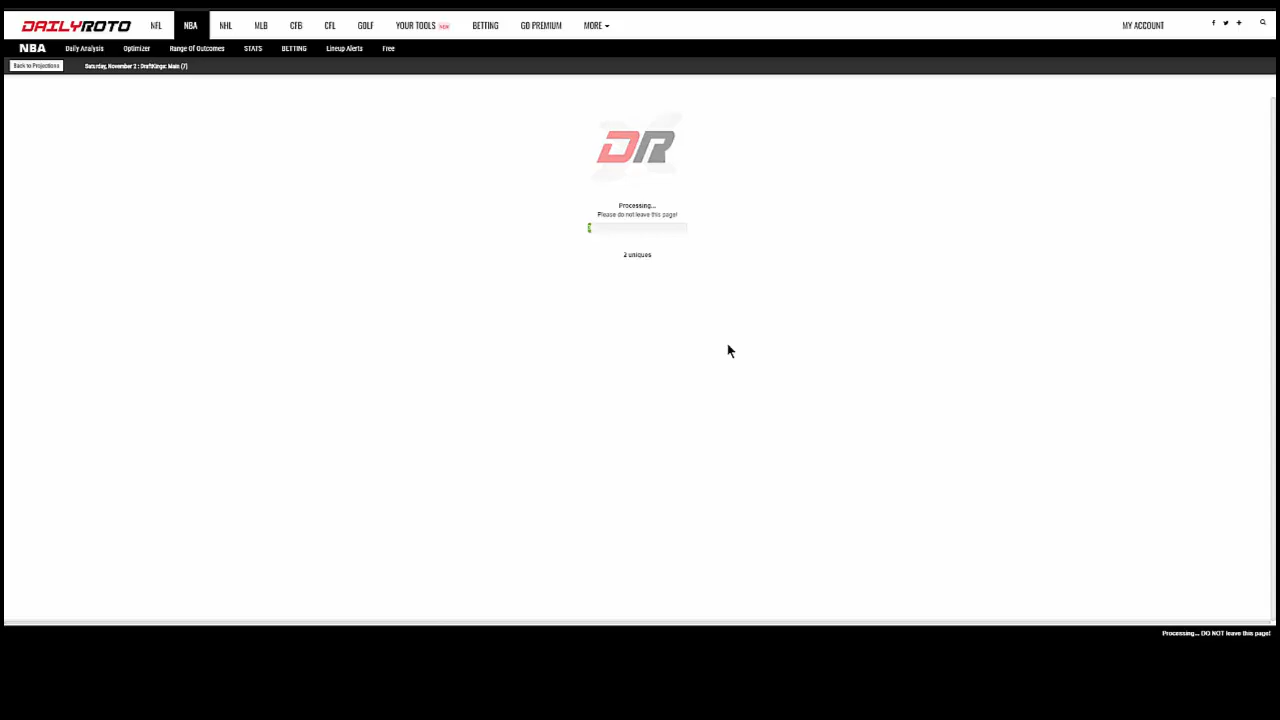 DAILYROTO NFL NBA NHL MLB CFB CFL GOLF YOUR TOOLS NEW BETTING GO PREMIUM MORE MY ACCOUNT
NBA Daily Analysis Optimizer Range Of Outcomes STATS BETTING Lineup Alerts Free
Back to Projections Saturday, November 2 : DraftKings: Main (7)
DR
Processing...
Please do not leave this page!
2 uniques
Processing... DO NOT leave this page!